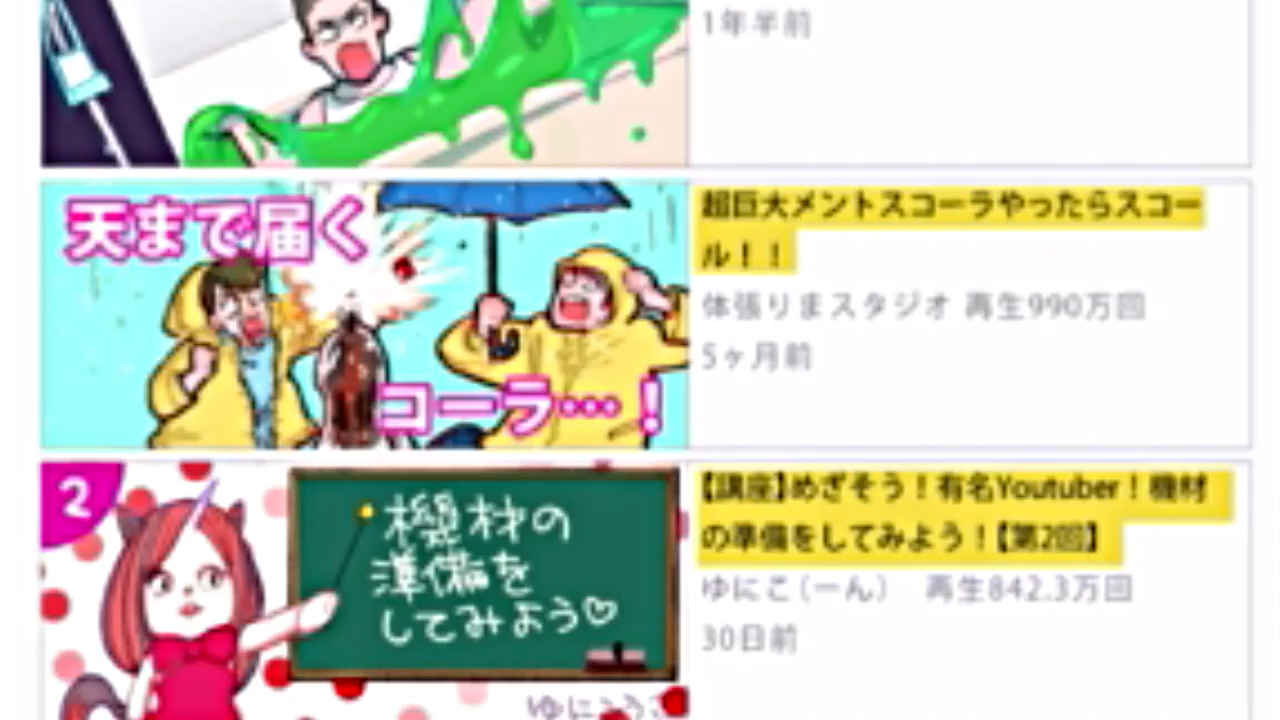 1年半前
天まで届く
コーラ…！
超巨大メントスコーラやったらスコー
ル！！
体張りまスタジオ 再生990万回
5ヶ月前
2
機材の
準備を
してみよう♡
【講座】めざそう！有名Youtuber！機材
の準備をしてみよう！【第2回】
ゆにこ（一ん） 再生842.3万回
30日前